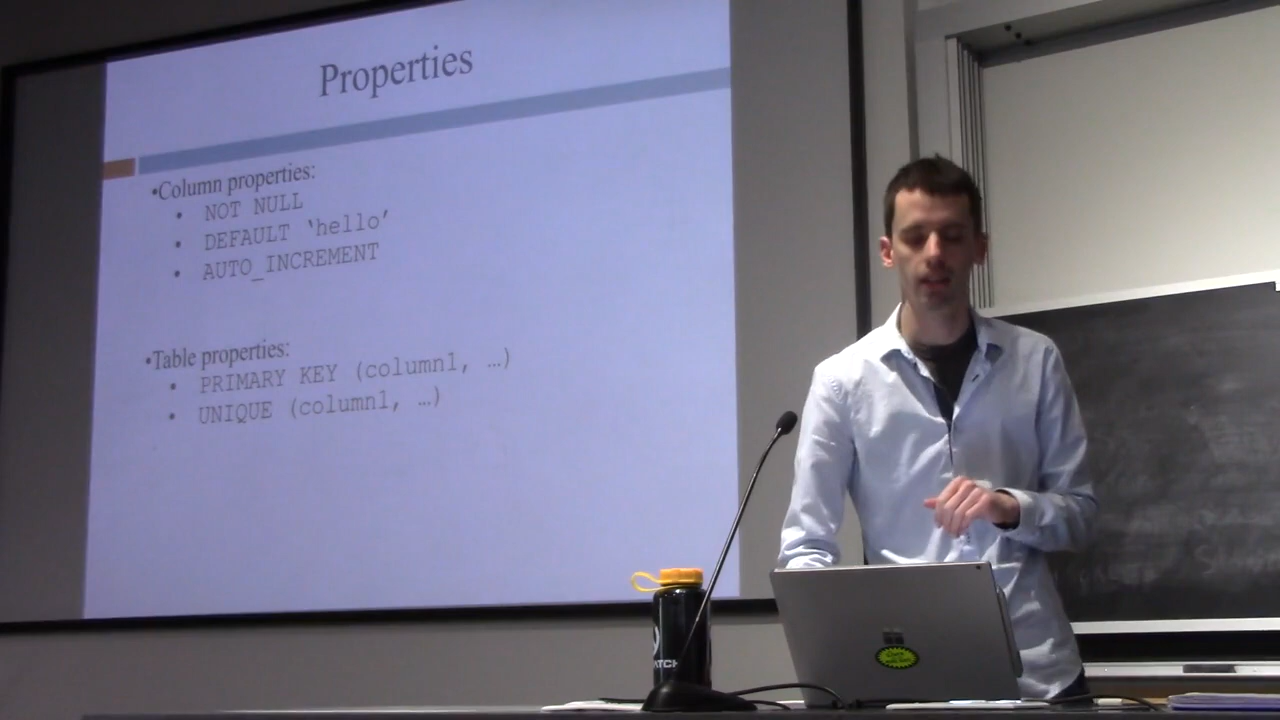 Properties
•Column properties:
• NOT NULL
• DEFAULT ‘hello’
• AUTO_INCREMENT
•Table properties:
• PRIMARY KEY (column1, …)
• UNIQUE (column1, …)